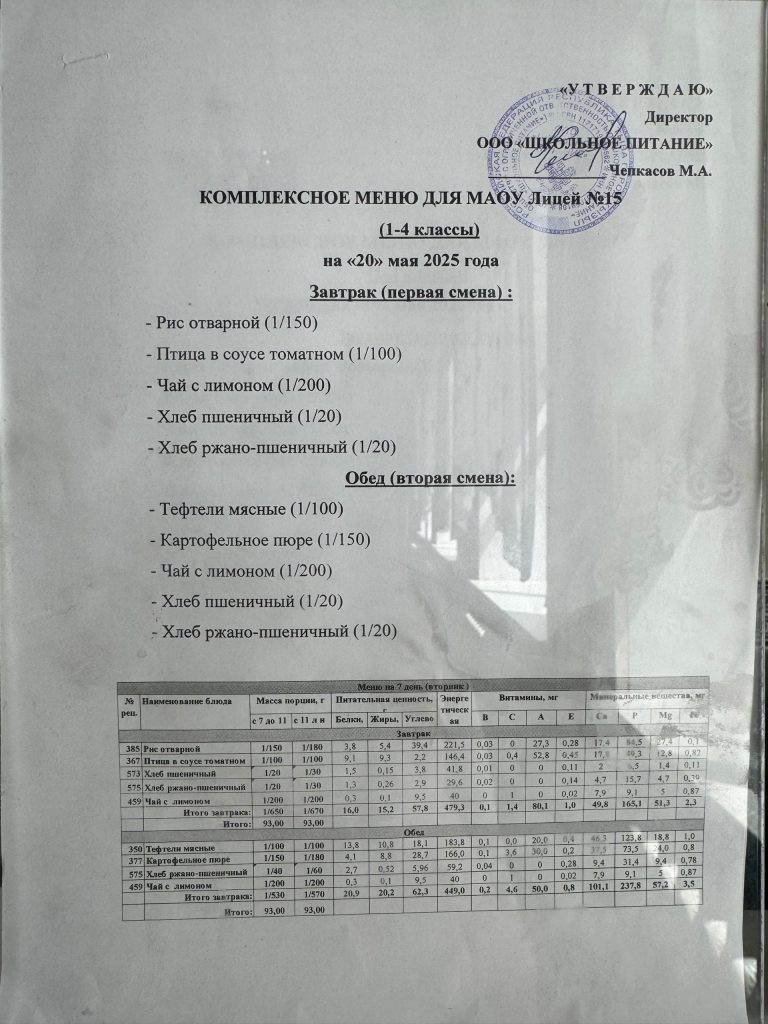 «У Т В Е Р Ж Д А Ю»
Директор
ООО «ШКОЛЬНОЕ ПИТАНИЕ»
Чепкасов М.А.
КОМПЛЕКСНОЕ МЕНЮ ДЛЯ МАОУ Лицей №15
(1-4 классы)
на «20» мая 2025 года
Завтрак (первая смена) :
- Рис отварной (1/150)
- Птица в соусе томатном (1/100)
- Чай с лимоном (1/200)
- Хлеб пшеничный (1/20)
- Хлеб ржано-пшеничный (1/20)
Обед (вторая смена):
- Тефтели мясные (1/100)
- Картофельное пюре (1/150)
- Чай с лимоном (1/200)
- Хлеб пшеничный (1/20)
- Хлеб ржано-пшеничный (1/20)
Меню на 7 день (вторник)
№ рец. Наименование блюда Масса порции, г Питательная ценность, г Энергетическая Витамины, мг Минеральные вещества, мг
с 7 до 11 с 11 л и Белки, Жиры, Углево В С А Е Ca P Mg Fe
Завтрак
385 Рис отварной 1/150 1/180 3,8 5,4 39,4 221,5 0,03 0 27,3 0,28 17,4
367 Птица в соусе томатном 1/100 1/100 9,1 9,3 2,2 146,4 0,03 0,4 52,8 0,45 12,8 0,82
573 Хлеб пшеничный 1/20 1/30 1,5 0,15 3,8 41,8 0,01 0 0 0,11 2 1,4 0,11
575 Хлеб ржано-пшеничный 1/20 1/30 1,3 0,26 2,9 29,6 0,02 0 0 0,14 4,7 15,7 4,7 0,39
459 Чай с лимоном 1/200 1/200 0,3 0,1 9,5 40 0 1 0 0,02 7,9 9,1 5 0,87
Итого завтрака: 1/650 1/670 16,0 15,2 57,8 479,3 0,1 1,4 80,1 1,0 49,8 165,1 51,3 2,3
Итого: 93,00 93,00
Обед
350 Тефтели мясные 1/100 1/100 13,8 10,8 18,1 183,8 0,1 0,0 20,0 0,4 46,3 123,8 18,8 1,0
377 Картофельное пюре 1/150 1/180 4,1 8,8 28,7 166,0 0,1 3,6 30,0 0,2 37,5 73,5 24,0 0,8
575 Хлеб ржано-пшеничный 1/40 1/60 2,7 0,52 5,96 59,2 0,04 0 0 0,28 9,4 31,4 9,4 0,78
459 Чай с лимоном 1/200 1/200 0,3 0,1 9,5 40 0 1 0 0,02 7,9 9,1 5 0,87
Итого завтрака: 1/530 1/570 20,9 20,2 62,3 449,0 0,2 4,6 50,0 0,8 101,1 237,8 57,2 3,5
Итого: 93,00 93,00